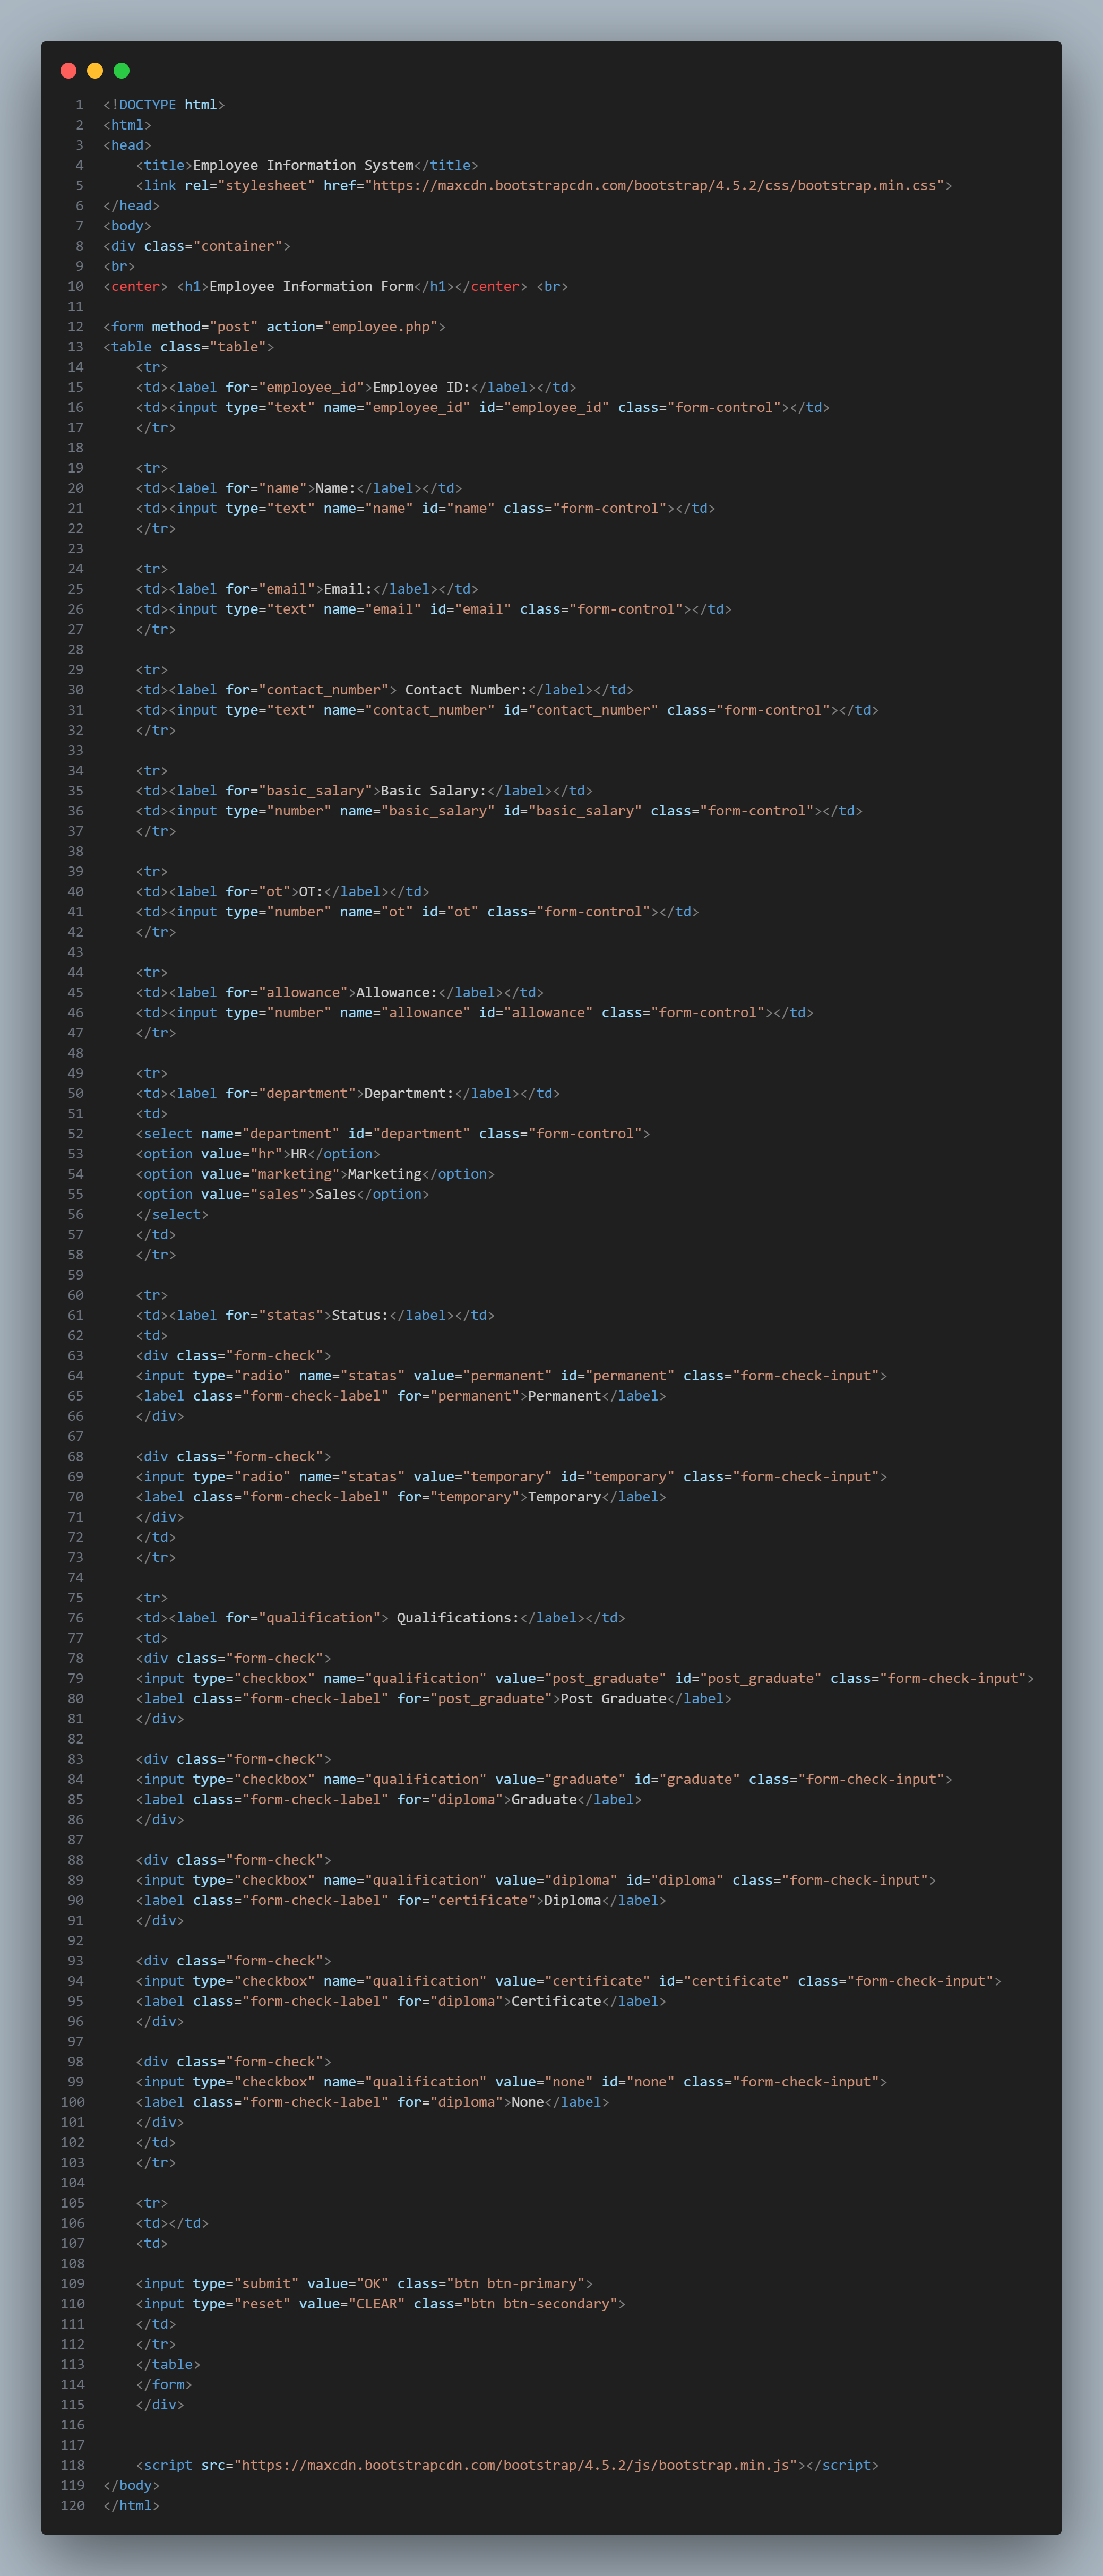 1 <!DOCTYPE html>
2 <html>
3 <head>
4     <title>Employee Information System</title>
5     <link rel="stylesheet" href="https://maxcdn.bootstrapcdn.com/bootstrap/4.5.2/css/bootstrap.min.css">
6 </head>
7 <body>
8 <div class="container">
9 <br>
10 <center> <h1>Employee Information Form</h1></center> <br>
11
12 <form method="post" action="employee.php">
13 <table class="table">
14     <tr>
15     <td><label for="employee_id">Employee ID:</label></td>
16     <td><input type="text" name="employee_id" id="employee_id" class="form-control"></td>
17     </tr>
18
19     <tr>
20     <td><label for="name">Name:</label></td>
21     <td><input type="text" name="name" id="name" class="form-control"></td>
22     </tr>
23
24     <tr>
25     <td><label for="email">Email:</label></td>
26     <td><input type="text" name="email" id="email" class="form-control"></td>
27     </tr>
28
29     <tr>
30     <td><label for="contact_number"> Contact Number:</label></td>
31     <td><input type="text" name="contact_number" id="contact_number" class="form-control"></td>
32     </tr>
33
34     <tr>
35     <td><label for="basic_salary">Basic Salary:</label></td>
36     <td><input type="number" name="basic_salary" id="basic_salary" class="form-control"></td>
37     </tr>
38
39     <tr>
40     <td><label for="ot">OT:</label></td>
41     <td><input type="number" name="ot" id="ot" class="form-control"></td>
42     </tr>
43
44     <tr>
45     <td><label for="allowance">Allowance:</label></td>
46     <td><input type="number" name="allowance" id="allowance" class="form-control"></td>
47     </tr>
48
49     <tr>
50     <td><label for="department">Department:</label></td>
51     <td>
52     <select name="department" id="department" class="form-control">
53     <option value="hr">HR</option>
54     <option value="marketing">Marketing</option>
55     <option value="sales">Sales</option>
56     </select>
57     </td>
58     </tr>
59
60     <tr>
61     <td><label for="statas">Status:</label></td>
62     <td>
63     <div class="form-check">
64     <input type="radio" name="statas" value="permanent" id="permanent" class="form-check-input">
65     <label class="form-check-label" for="permanent">Permanent</label>
66     </div>
67
68     <div class="form-check">
69     <input type="radio" name="statas" value="temporary" id="temporary" class="form-check-input">
70     <label class="form-check-label" for="temporary">Temporary</label>
71     </div>
72     </td>
73     </tr>
74
75     <tr>
76     <td><label for="qualification"> Qualifications:</label></td>
77     <td>
78     <div class="form-check">
79     <input type="checkbox" name="qualification" value="post_graduate" id="post_graduate" class="form-check-input">
80     <label class="form-check-label" for="post_graduate">Post Graduate</label>
81     </div>
82
83     <div class="form-check">
84     <input type="checkbox" name="qualification" value="graduate" id="graduate" class="form-check-input">
85     <label class="form-check-label" for="diploma">Graduate</label>
86     </div>
87
88     <div class="form-check">
89     <input type="checkbox" name="qualification" value="diploma" id="diploma" class="form-check-input">
90     <label class="form-check-label" for="certificate">Diploma</label>
91     </div>
92
93     <div class="form-check">
94     <input type="checkbox" name="qualification" value="certificate" id="certificate" class="form-check-input">
95     <label class="form-check-label" for="diploma">Certificate</label>
96     </div>
97
98     <div class="form-check">
99     <input type="checkbox" name="qualification" value="none" id="none" class="form-check-input">
100     <label class="form-check-label" for="diploma">None</label>
101     </div>
102     </td>
103     </tr>
104
105     <tr>
106     <td></td>
107     <td>
108
109     <input type="submit" value="OK" class="btn btn-primary">
110     <input type="reset" value="CLEAR" class="btn btn-secondary">
111     </td>
112     </tr>
113     </table>
114     </form>
115     </div>
116
117
118     <script src="https://maxcdn.bootstrapcdn.com/bootstrap/4.5.2/js/bootstrap.min.js"></script>
119 </body>
120 </html>